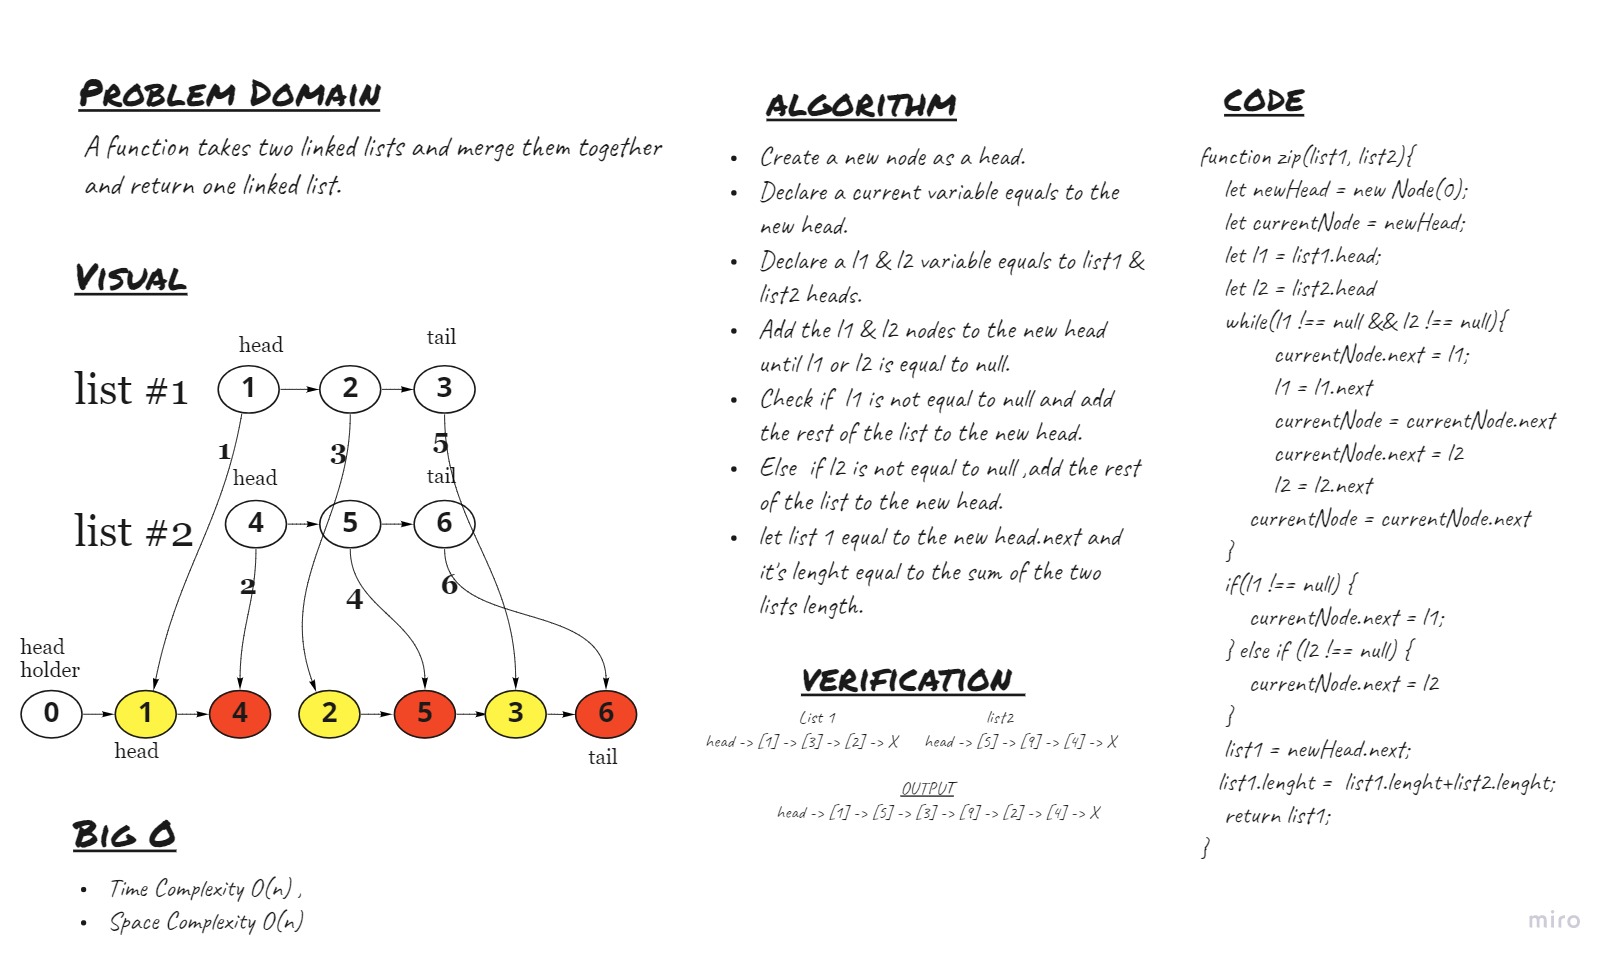 PROBLEM DOMAIN
A function takes two linked lists and merge them together
and return one linked list.
VISUAL
head
tail
list #1
1
2
3
1
3
5
head
tail
list #2
4
5
6
2
4
6
head
holder
0
1
4
2
5
3
6
head
tail
BIG O
• Time Complexity O(n) ,
• Space Complexity O(n)
ALGORITHM
• Create a new node as a head.
• Declare a current variable equals to the
new head.
• Declare a l1 & l2 variable equals to list1 &
list2 heads.
• Add the l1 & l2 nodes to the new head
until l1 or l2 is equal to null.
• Check if l1 is not equal to null and add
the rest of the list to the new head.
• Else if l2 is not equal to null ,add the rest
of the list to the new head.
• let list 1 equal to the new head.next and
it's lenght equal to the sum of the two
lists length.
VERIFICATION
List 1
list2
head -> [1] -> [3] -> [2] -> X
head -> [5] -> [9] -> [4] -> X
OUTPUT
head -> [1] -> [5] -> [3] -> [9] -> [2] -> [4] -> X
CODE
function zip(list1, list2){
let newHead = new Node(0);
let currentNode = newHead;
let l1 = list1.head;
let l2 = list2.head
while(l1 !== null && l2 !== null){
currentNode.next = l1;
l1 = l1.next
currentNode = currentNode.next
currentNode.next = l2
l2 = l2.next
currentNode = currentNode.next
}
if(l1 !== null) {
currentNode.next = l1;
} else if (l2 !== null) {
currentNode.next = l2
}
list1 = newHead.next;
list1.lenght = list1.lenght+list2.lenght;
return list1;
}
miro